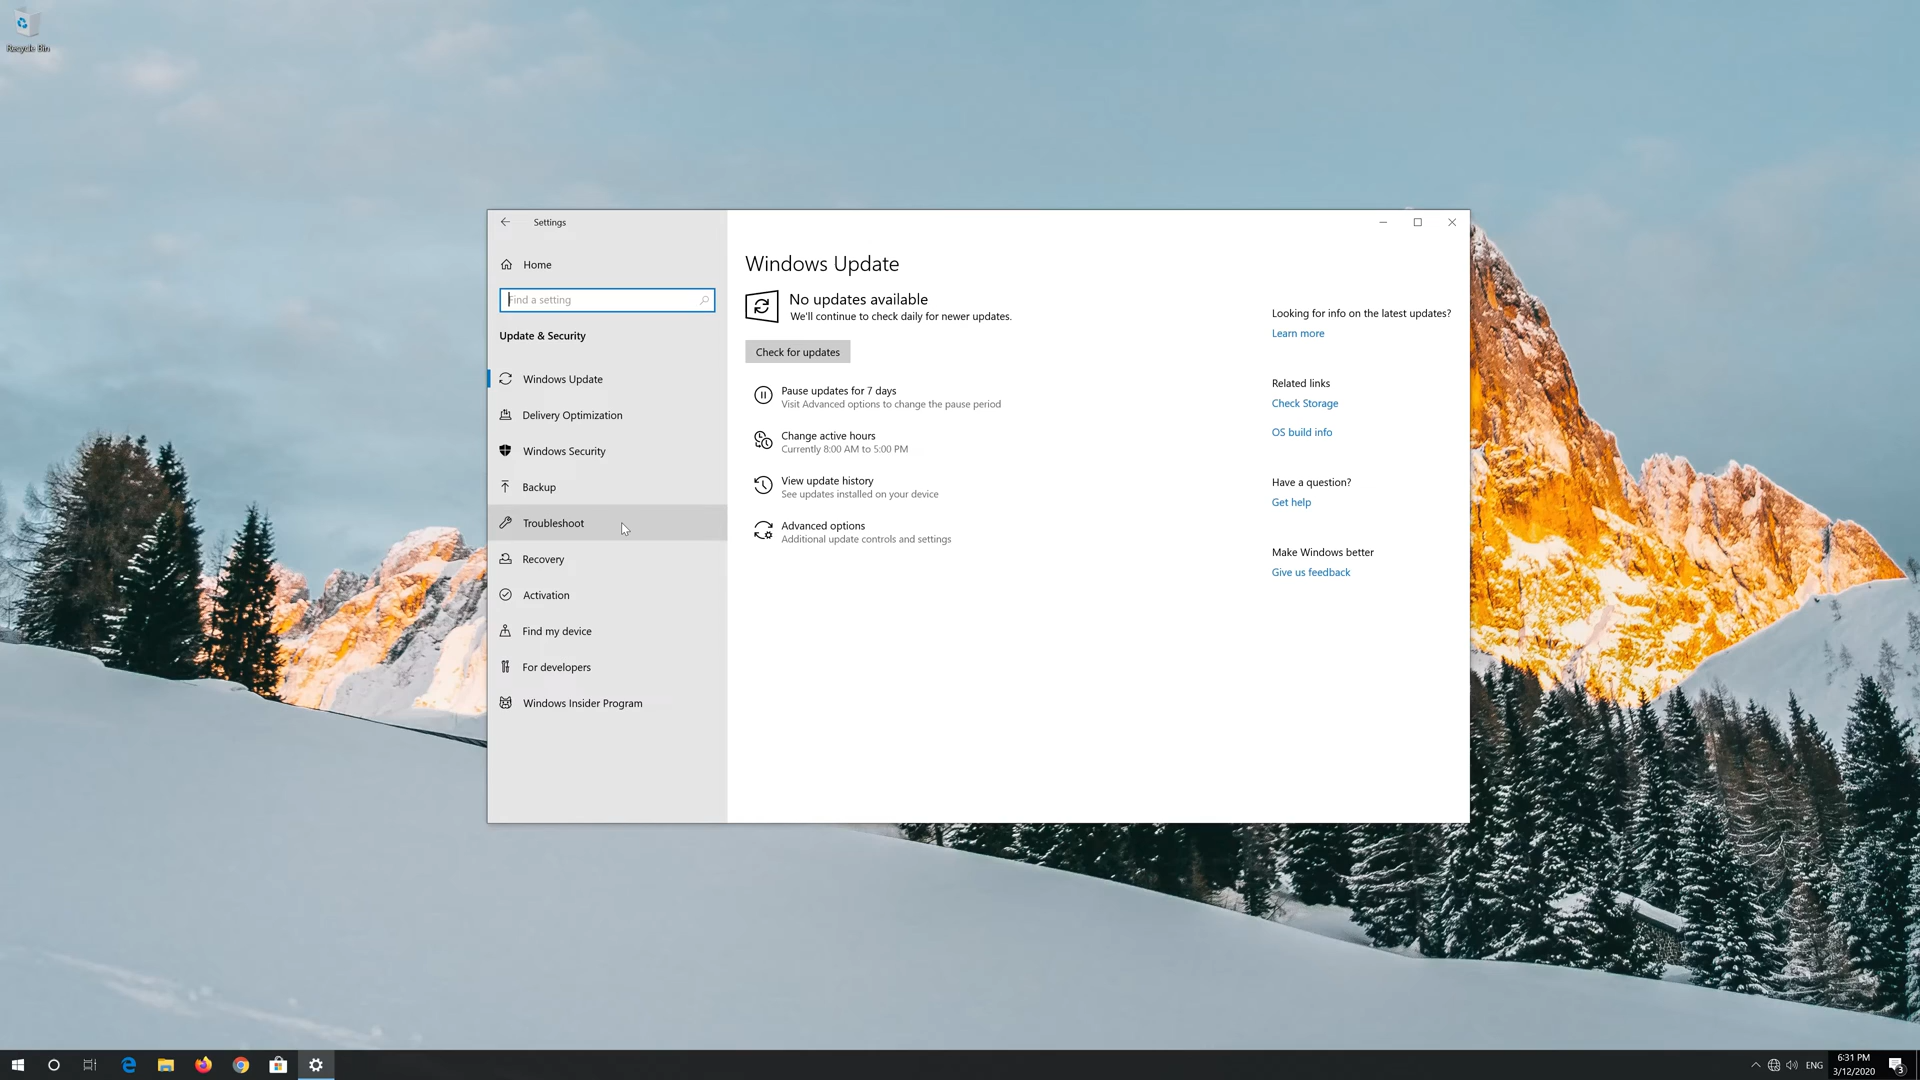 Recycle Bin
Settings
Home
Find a setting
Update & Security
Windows Update
Delivery Optimization
Windows Security
Backup
Troubleshoot
Recovery
Activation
Find my device
For developers
Windows Insider Program
Windows Update
No updates available
We'll continue to check daily for newer updates.
Check for updates
Pause updates for 7 days
Visit Advanced options to change the pause period
Change active hours
Currently 8:00 AM to 5:00 PM
View update history
See updates installed on your device
Advanced options
Additional update controls and settings
Looking for info on the latest updates?
Learn more
Related links
Check Storage
OS build info
Have a question?
Get help
Make Windows better
Give us feedback
ENG
6:31 PM
3/12/2020
3